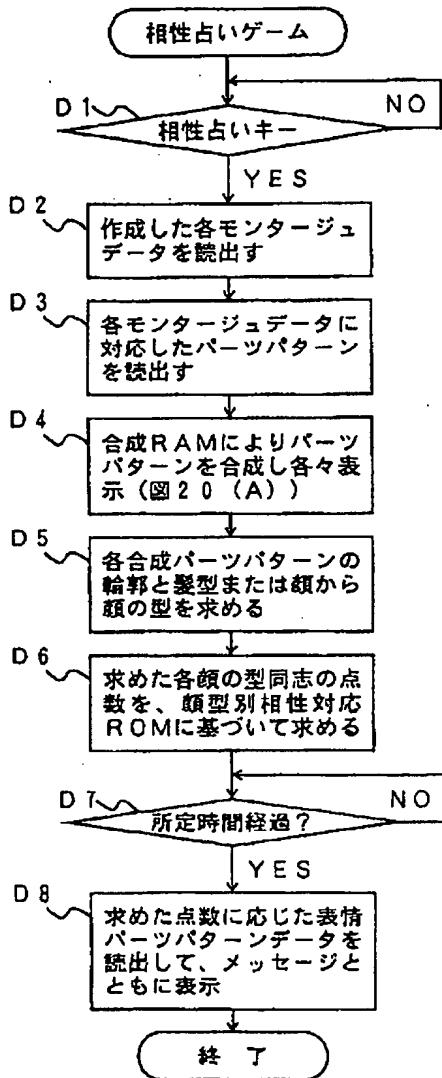 相性占いゲーム
D1
NO
相性占いキー
YES
D2
作成した各モンタージュ
データを読出す
D3
各モンタージュデータに
対応したパーツパターン
を読出す
D4
合成RAMによりパーツ
パターンを合成し各々表
示(図20(A))
D5
各合成パーツパターンの
輪郭と髪型または顔から
顔の型を求める
D6
求めた各顔の型同志の点
数を、顔型別相性対応
ROMに基づいて求める
D7
NO
所定時間経過?
YES
D8
求めた点数に応じた表情
パーツパターンデータを
読出して、メッセージと
ともに表示
終了